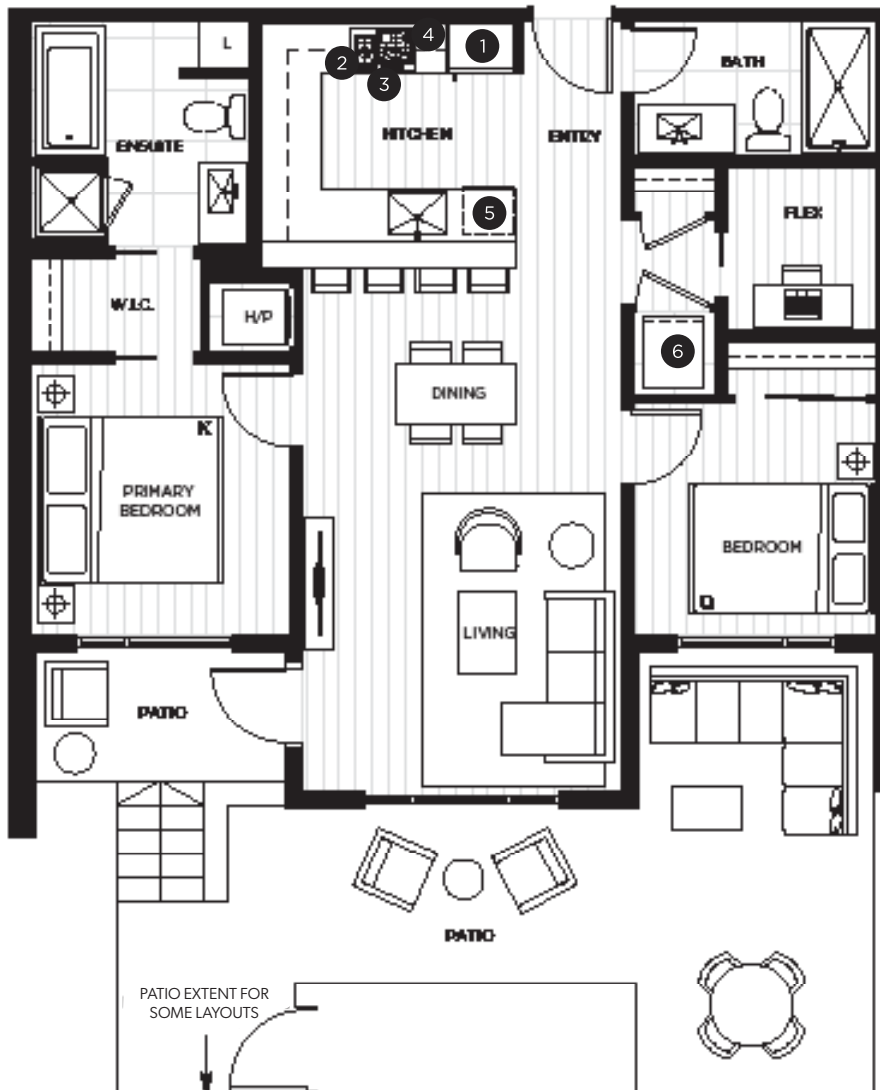 L
1
4
2
3
BATH
ENSUITE
KITCHEN
ENTRY
5
FLEX
W.I.C.
H/P
6
DINING
K
PRIMARY
BEDROOM
BEDROOM
Q
LIVING
PATIO
PATIO
PATIO EXTENT FOR
SOME LAYOUTS